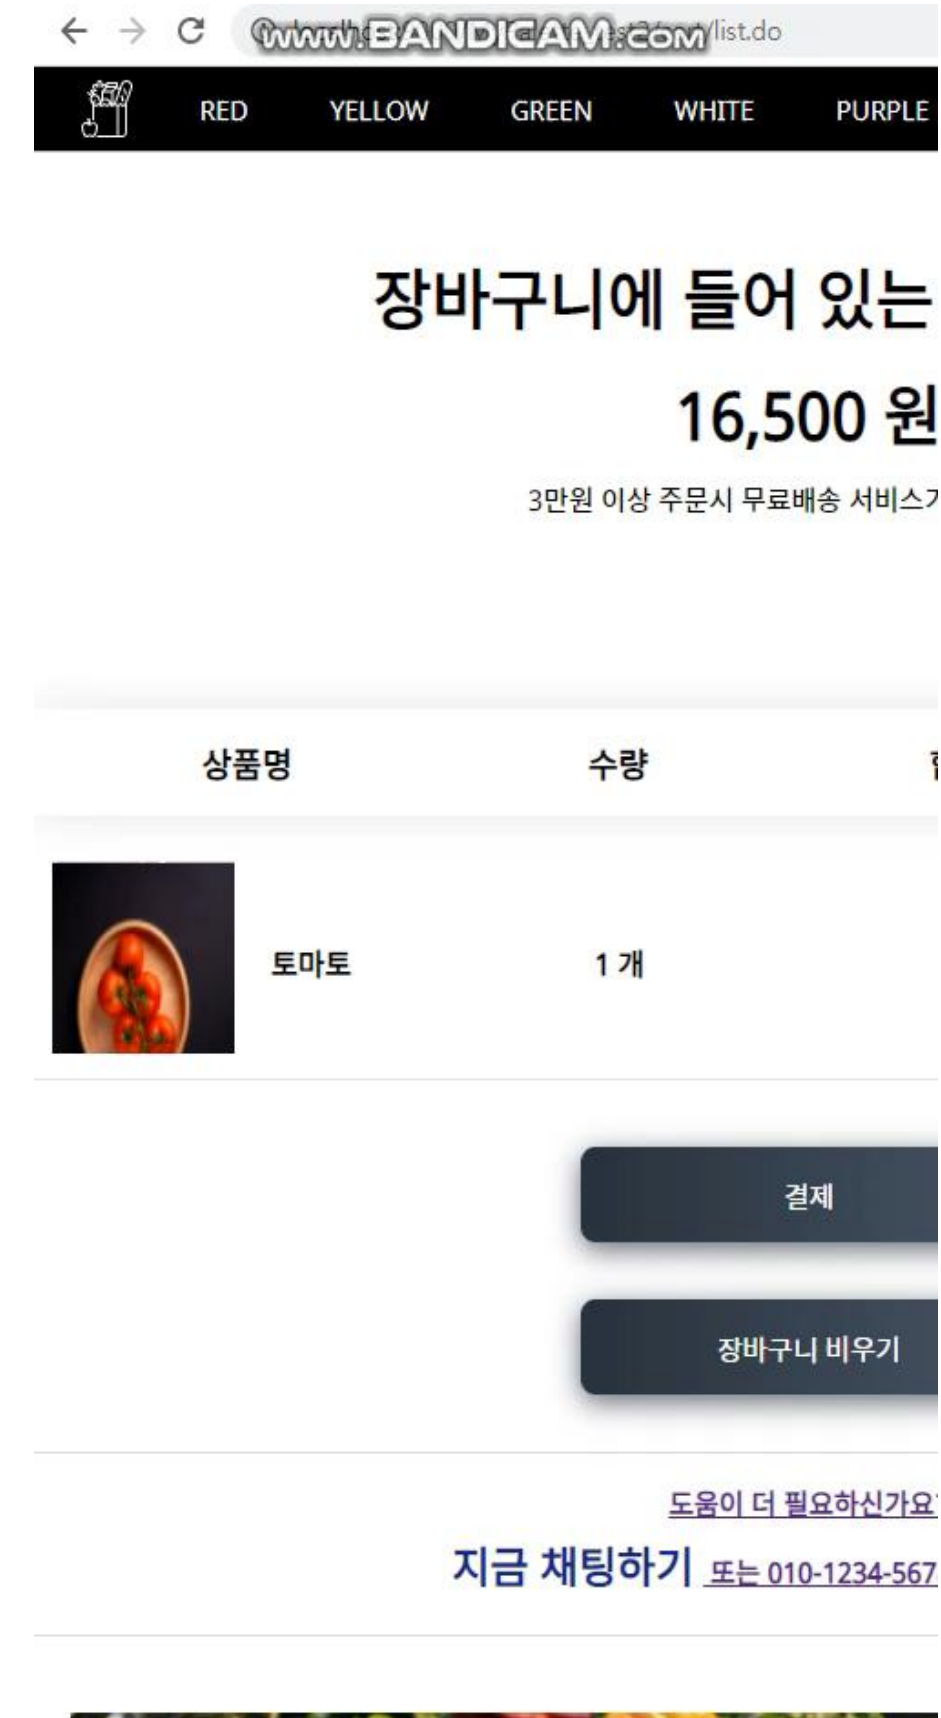 www.BANDICAM.com /list.do
RED YELLOW GREEN WHITE PURPLE
장바구니에 들어 있는
16,500 원
3만원 이상 주문시 무료배송 서비스가
상품명 수량
토마토 1 개
결제
장바구니 비우기
도움이 더 필요하신가요?
지금 채팅하기 또는 010-1234-567